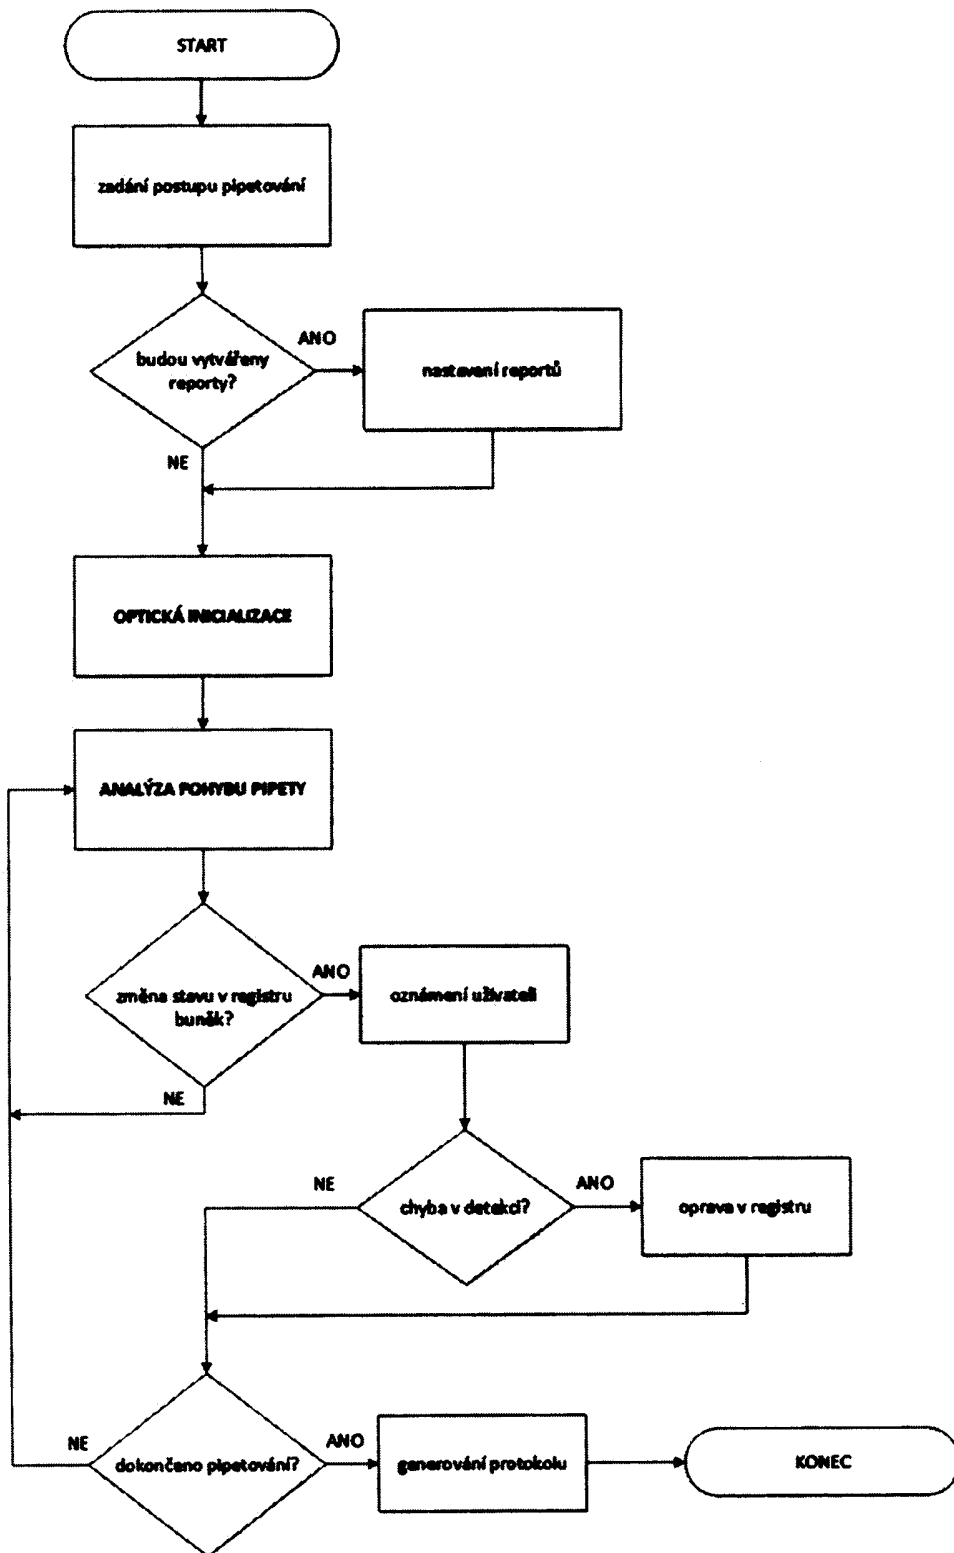 START
zadání postupu pipetování
budou vytvářeny
reporty?
ANO
nastavení reportů
NE
OPTICKÁ INICIALIZACE
ANALÝZA POHYBU PIPETY
změna stavu v registru
buněk?
ANO
oznámení uživateli
NE
chyba v detekci?
NE
ANO
oprava v registru
dokončeno pipetování?
NE
ANO
generování protokolu
KONEC